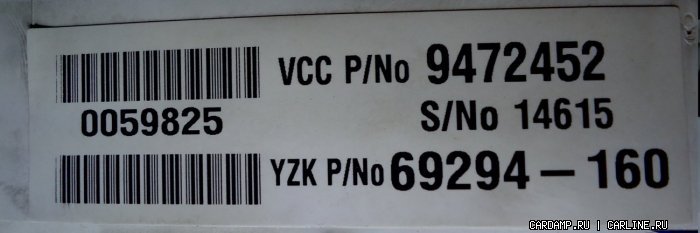 VCC P/No 9472452
0059825
S/No 14615
YZK P/No 69294-160
CARDAMP.RU | CARLINE.RU